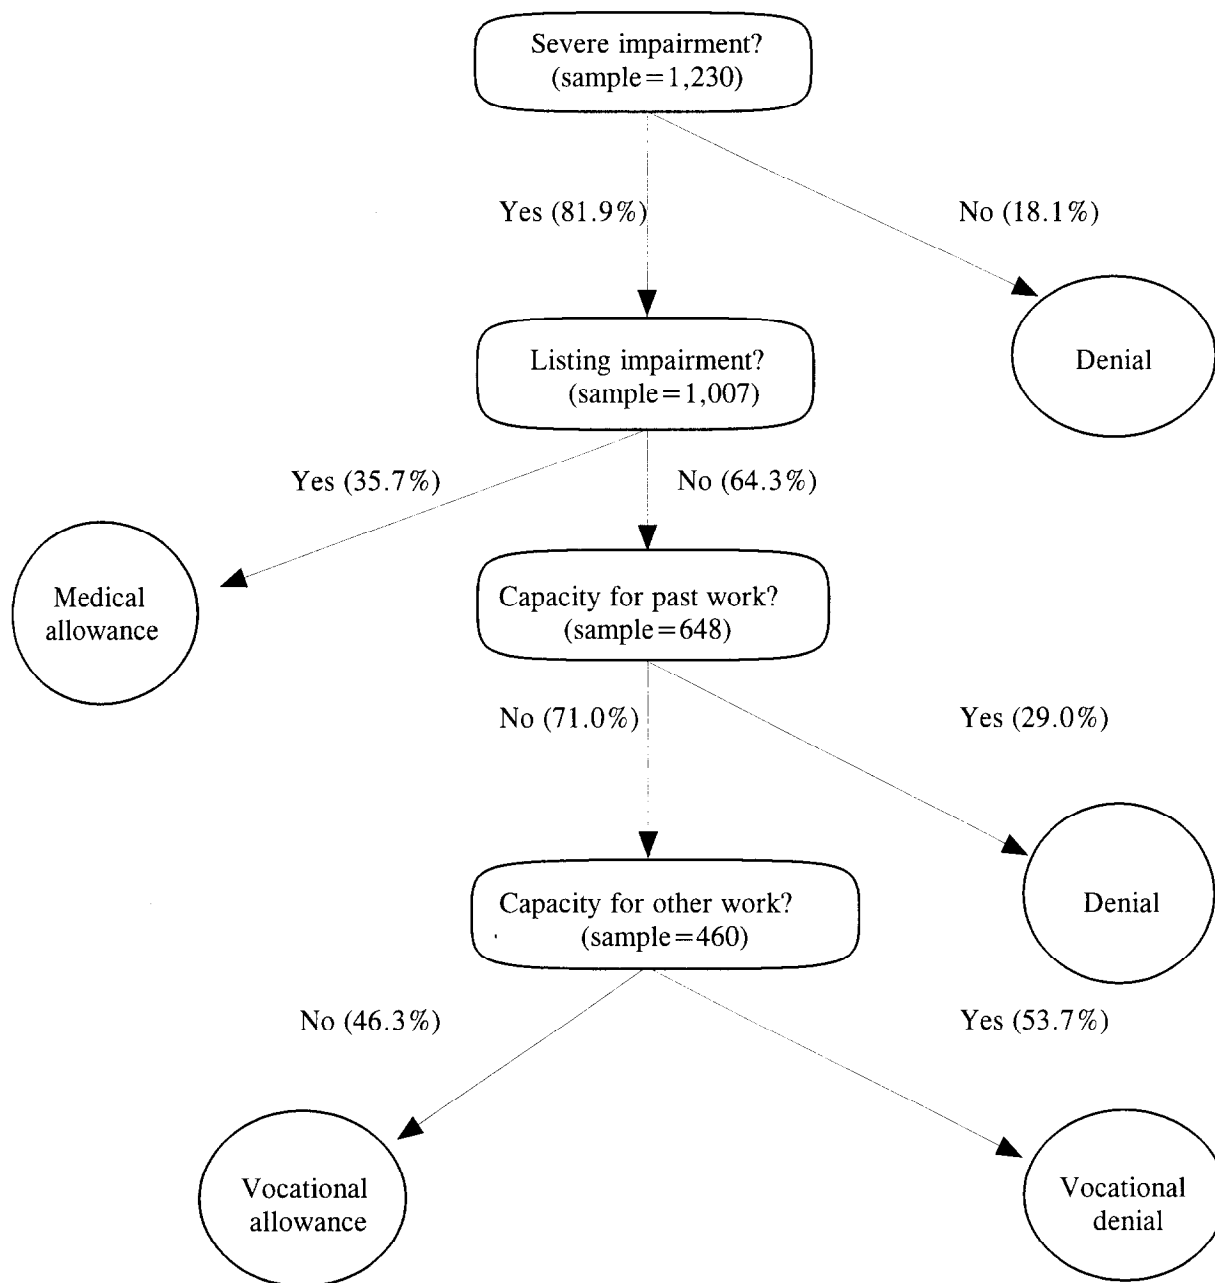 Severe impairment?
(sample=1,230)
Yes (81.9%)
No (18.1%)
Listing impairment?
(sample=1,007)
Denial
Yes (35.7%)
No (64.3%)
Medical
allowance
Capacity for past work?
(sample=648)
No (71.0%)
Yes (29.0%)
Capacity for other work?
(sample=460)
Denial
No (46.3%)
Yes (53.7%)
Vocational
allowance
Vocational
denial